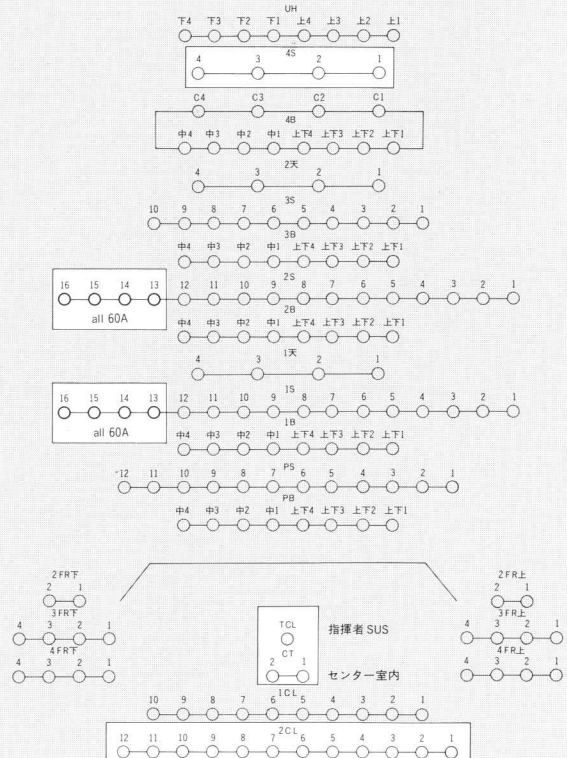 UH
下4 下3 下2 下1 上4 上3 上2 上1
4S
4 3 2 1
C4 C3 C2 C1
4B
中4 中3 中2 中1 上下4 上下3 上下2 上下1
2天
4 3 2 1
3S
10 9 8 7 6 5 4 3 2 1
3B
中4 中3 中2 中1 上下4 上下3 上下2 上下1
2S
16 15 14 13 12 11 10 9 8 7 6 5 4 3 2 1
all 60A
2B
中4 中3 中2 中1 上下4 上下3 上下2 上下1
1天
4 3 2 1
1S
16 15 14 13 12 11 10 9 8 7 6 5 4 3 2 1
all 60A
1B
中4 中3 中2 中1 上下4 上下3 上下2 上下1
PS
12 11 10 9 8 7 6 5 4 3 2 1
PB
中4 中3 中2 中1 上下4 上下3 上下2 上下1
2FR下
2 1
3FR下
4 3 2 1
4FR下
4 3 2 1
TCL
指揮者SUS
CT
2 1
センター室内
2FR上
2 1
3FR上
4 3 2 1
4FR上
4 3 2 1
1CL
10 9 8 7 6 5 4 3 2 1
2CL
12 11 10 9 8 7 6 5 4 3 2 1